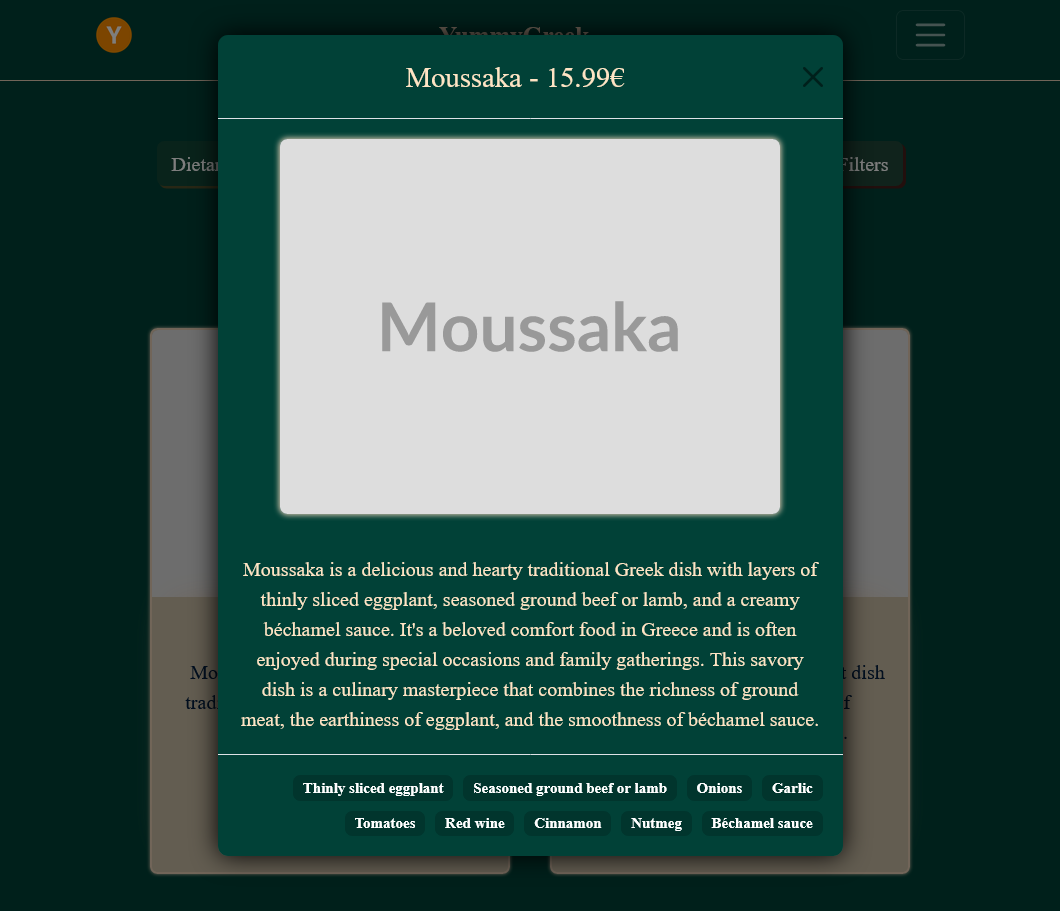 Y
YummyGreek
Moussaka - 15.99€
Filters
Moussaka
Moussaka is a delicious and hearty traditional Greek dish with layers of
thinly sliced eggplant, seasoned ground beef or lamb, and a creamy
béchamel sauce. It's a beloved comfort food in Greece and is often
enjoyed during special occasions and family gatherings. This savory
dish is a culinary masterpiece that combines the richness of ground
meat, the earthiness of eggplant, and the smoothness of béchamel sauce.
dish
Thinly sliced eggplant Seasoned ground beef or lamb Onions Garlic
Tomatoes Red wine Cinnamon Nutmeg Béchamel sauce